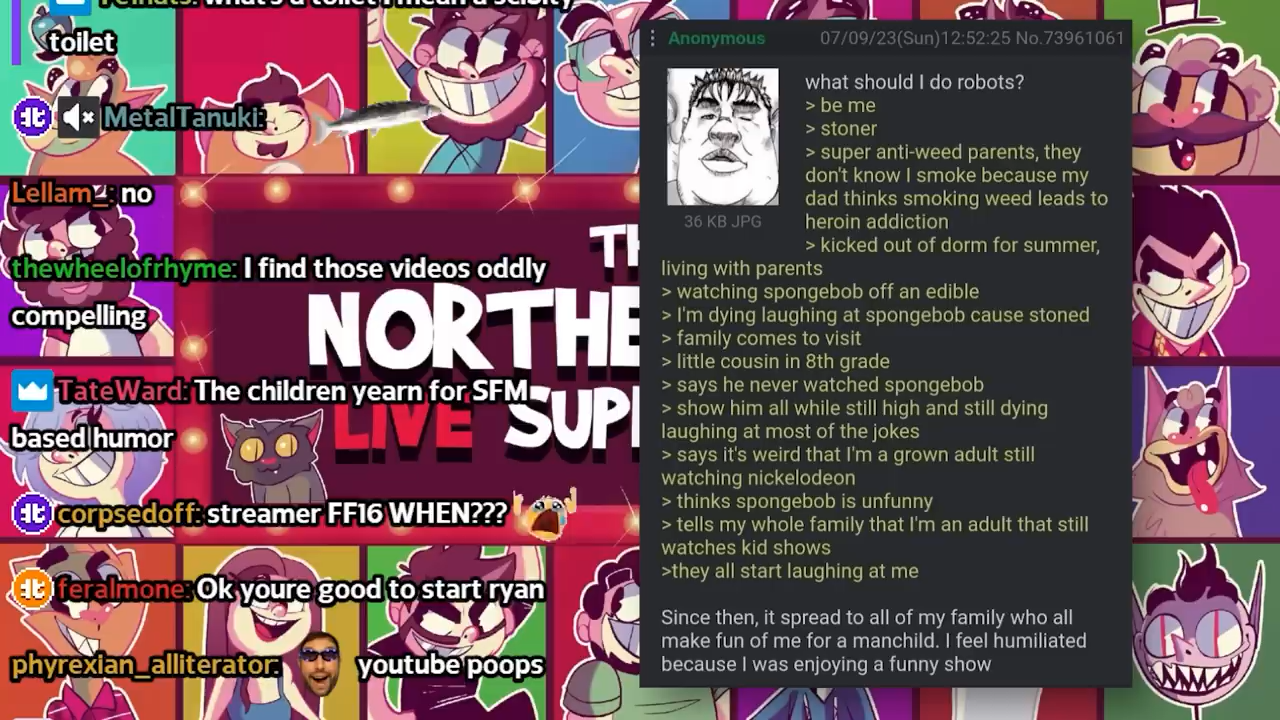 what's a toilet I mean a scibity
toilet
MetalTanuki:
Lellam_: no
thewheelofrhyme: I find those videos oddly
compelling
TateWard: The children yearn for SFM
based humor
corpsedoff: streamer FF16 WHEN???
feralmone: Ok youre good to start ryan
phyrexian_alliterator: youtube poops
NORTHE
LIVE SUP
Anonymous 07/09/23(Sun)12:52:25 No.73961061
36 KB JPG
what should I do robots?
> be me
> stoner
> super anti-weed parents, they
don't know I smoke because my
dad thinks smoking weed leads to
heroin addiction
> kicked out of dorm for summer,
living with parents
> watching spongebob off an edible
> I'm dying laughing at spongebob cause stoned
> family comes to visit
> little cousin in 8th grade
> says he never watched spongebob
> show him all while still high and still dying
laughing at most of the jokes
> says it's weird that I'm a grown adult still
watching nickelodeon
> thinks spongebob is unfunny
> tells my whole family that I'm an adult that still
watches kid shows
>they all start laughing at me
Since then, it spread to all of my family who all
make fun of me for a manchild. I feel humiliated
because I was enjoying a funny show